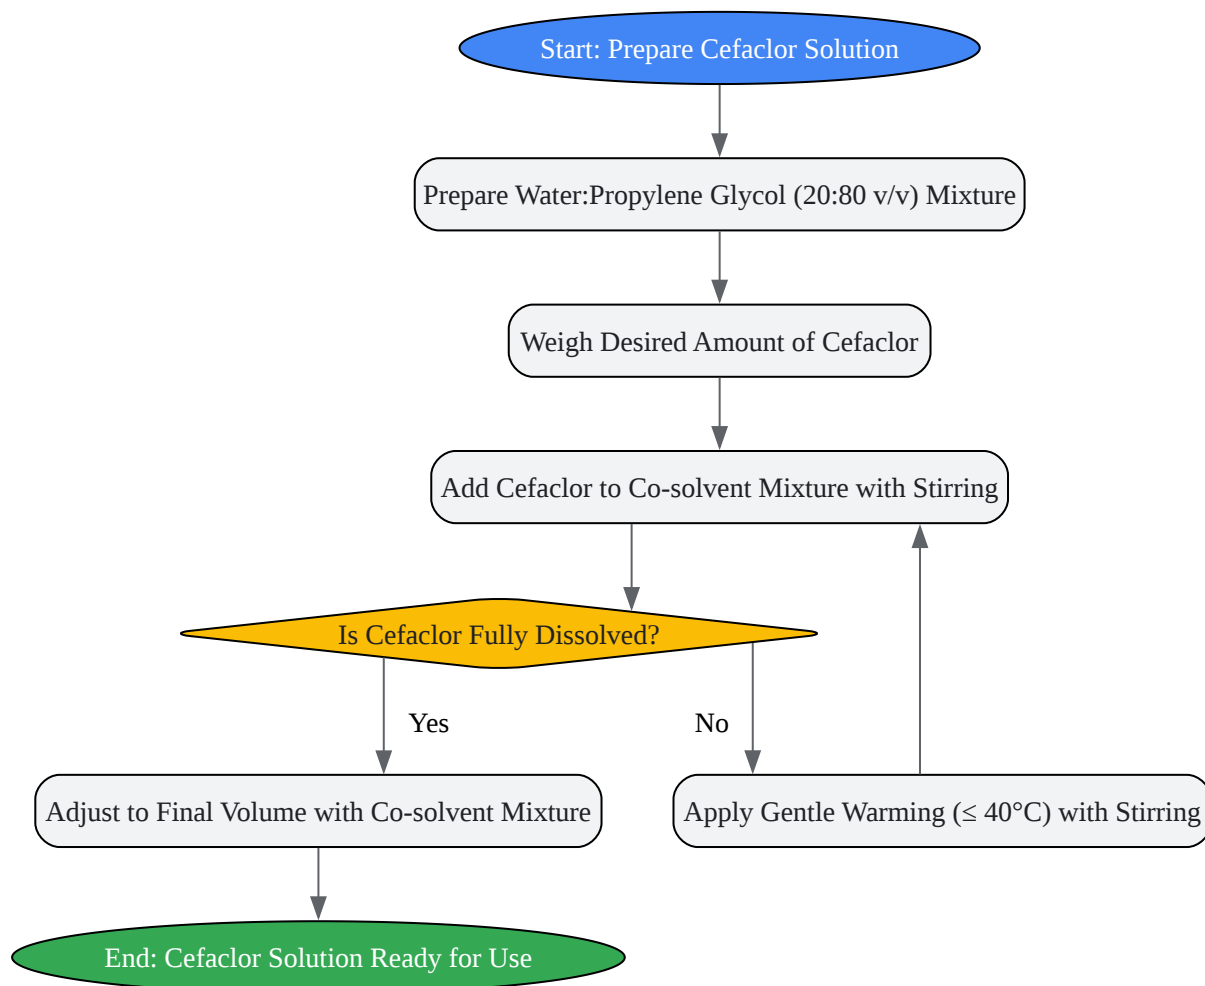 Start: Prepare Cefaclor Solution
Prepare Water:Propylene Glycol (20:80 v/v) Mixture
Weigh Desired Amount of Cefaclor
Add Cefaclor to Co-solvent Mixture with Stirring
Is Cefaclor Fully Dissolved?
Yes
No
Adjust to Final Volume with Co-solvent Mixture
Apply Gentle Warming (≤ 40°C) with Stirring
End: Cefaclor Solution Ready for Use